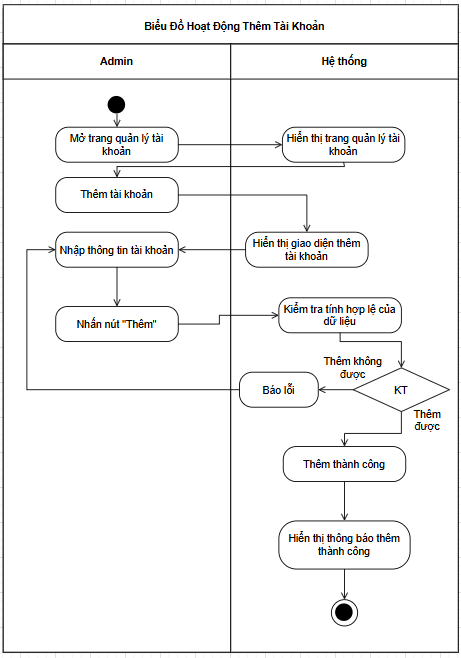 Biểu Đồ Hoạt Động Thêm Tài Khoản
Admin
Hệ thống
Mở trang quản lý tài
khoản
Hiển thị trang quản lý tài
khoản
Thêm tài khoản
Nhập thông tin tài khoản
Hiển thị giao diện thêm
tài khoản
Nhấn nút "Thêm"
Kiểm tra tính hợp lệ của
dữ liệu
Thêm không
được
Báo lỗi
KT
Thêm
được
Thêm thành công
Hiển thị thông báo thêm
thành công